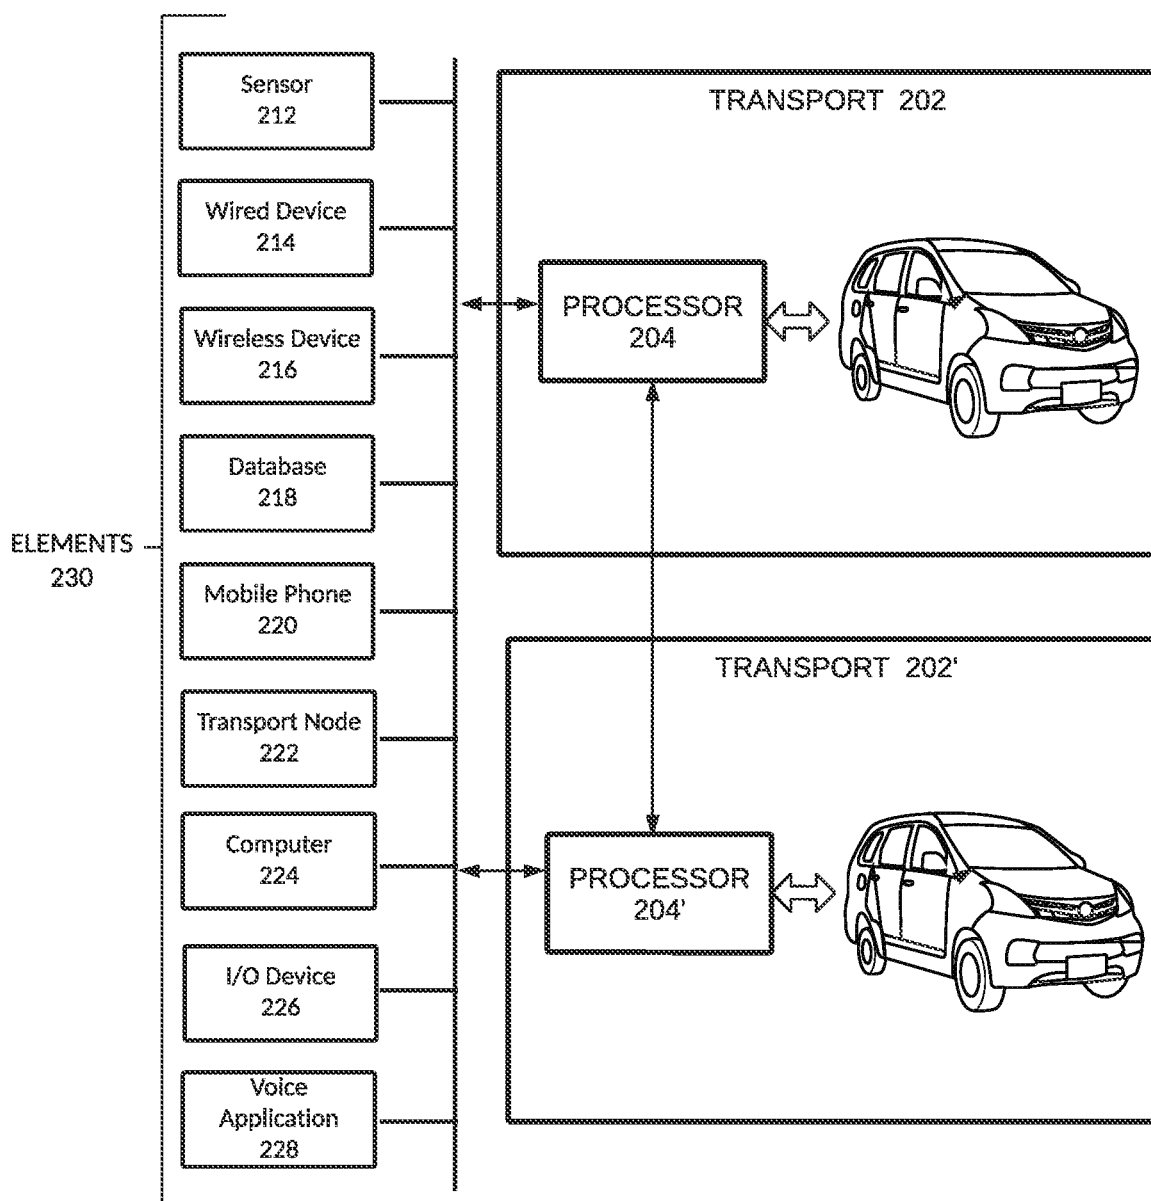 ELEMENTS
230
Sensor
212
Wired Device
214
Wireless Device
216
Database
218
Mobile Phone
220
Transport Node
222
Computer
224
I/O Device
226
Voice
Application
228
TRANSPORT 202
PROCESSOR
204
TRANSPORT 202'
PROCESSOR
204'